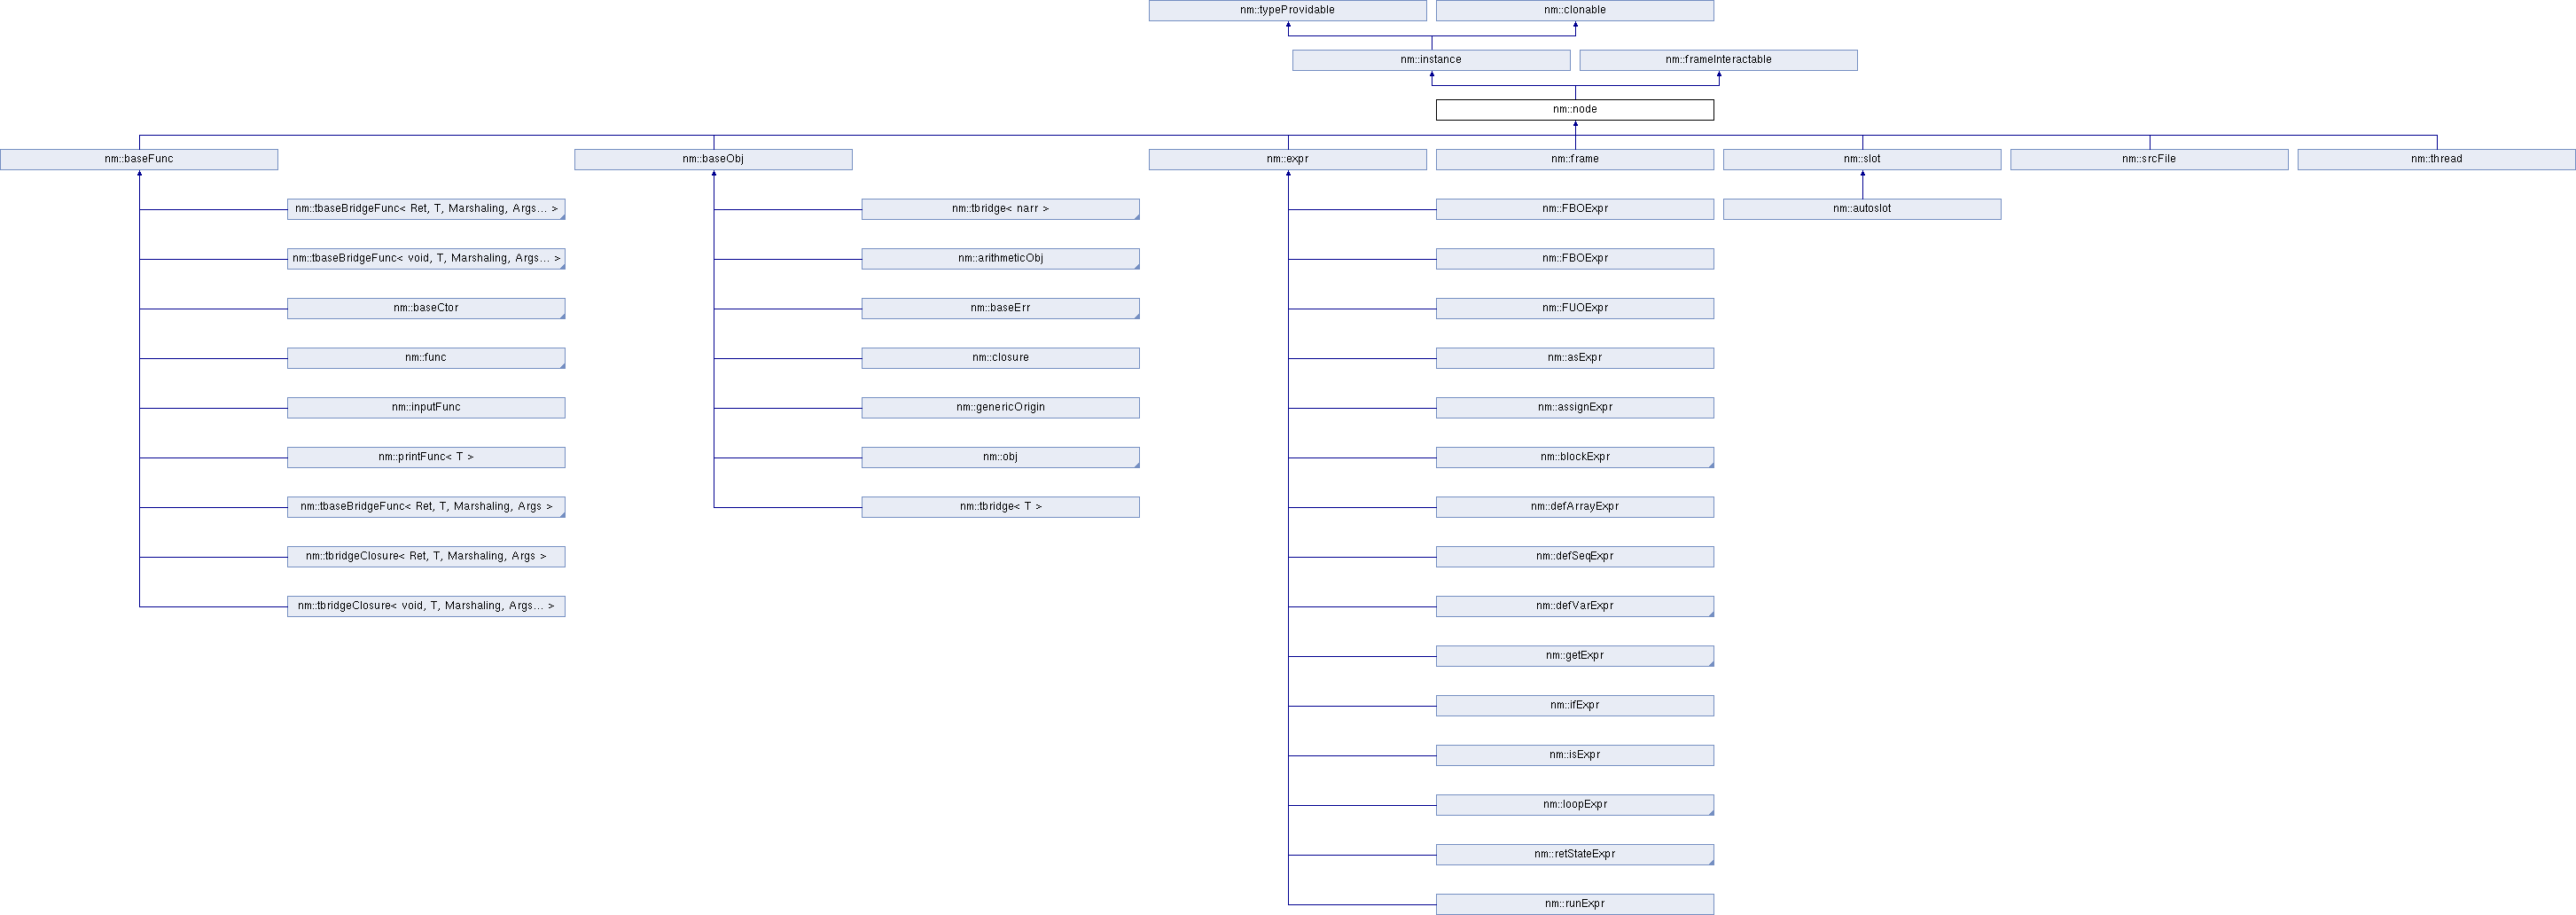 nm::typeProvidable
nm::clonable
nm::instance
nm::frameInteractable
nm::node
nm::baseFunc
nm::baseObj
nm::expr
nm::frame
nm::slot
nm::srcFile
nm::thread
nm::tbaseBridgeFunc< Ret, T, Marshaling, Args... >
nm::tbridge< narr >
nm::FBOExpr
nm::autoslot
nm::tbaseBridgeFunc< void, T, Marshaling, Args... >
nm::arithmeticObj
nm::FBOExpr
nm::baseCtor
nm::baseErr
nm::FUOExpr
nm::func
nm::closure
nm::asExpr
nm::inputFunc
nm::genericOrigin
nm::assignExpr
nm::printFunc< T >
nm::obj
nm::blockExpr
nm::tbaseBridgeFunc< Ret, T, Marshaling, Args >
nm::tbridge< T >
nm::defArrayExpr
nm::tbridgeClosure< Ret, T, Marshaling, Args >
nm::defSeqExpr
nm::tbridgeClosure< void, T, Marshaling, Args... >
nm::defVarExpr
nm::getExpr
nm::ifExpr
nm::isExpr
nm::loopExpr
nm::retStateExpr
nm::runExpr